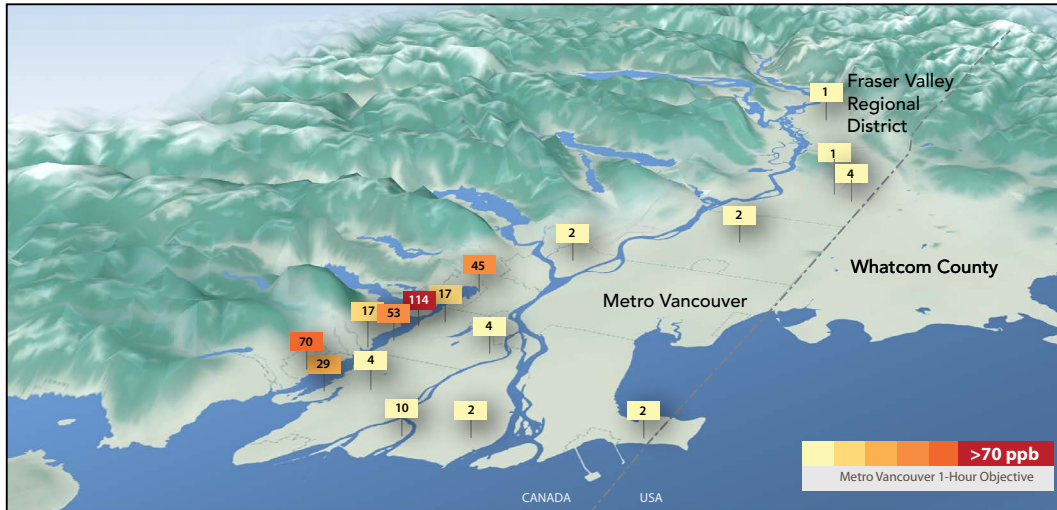 1
Fraser Valley
Regional
District
1
4
2
2
Whatcom County
45
17
114
Metro Vancouver
17
53
4
70
29
4
10
2
2
>70 ppb
Metro Vancouver 1-Hour Objective
CANADA
USA